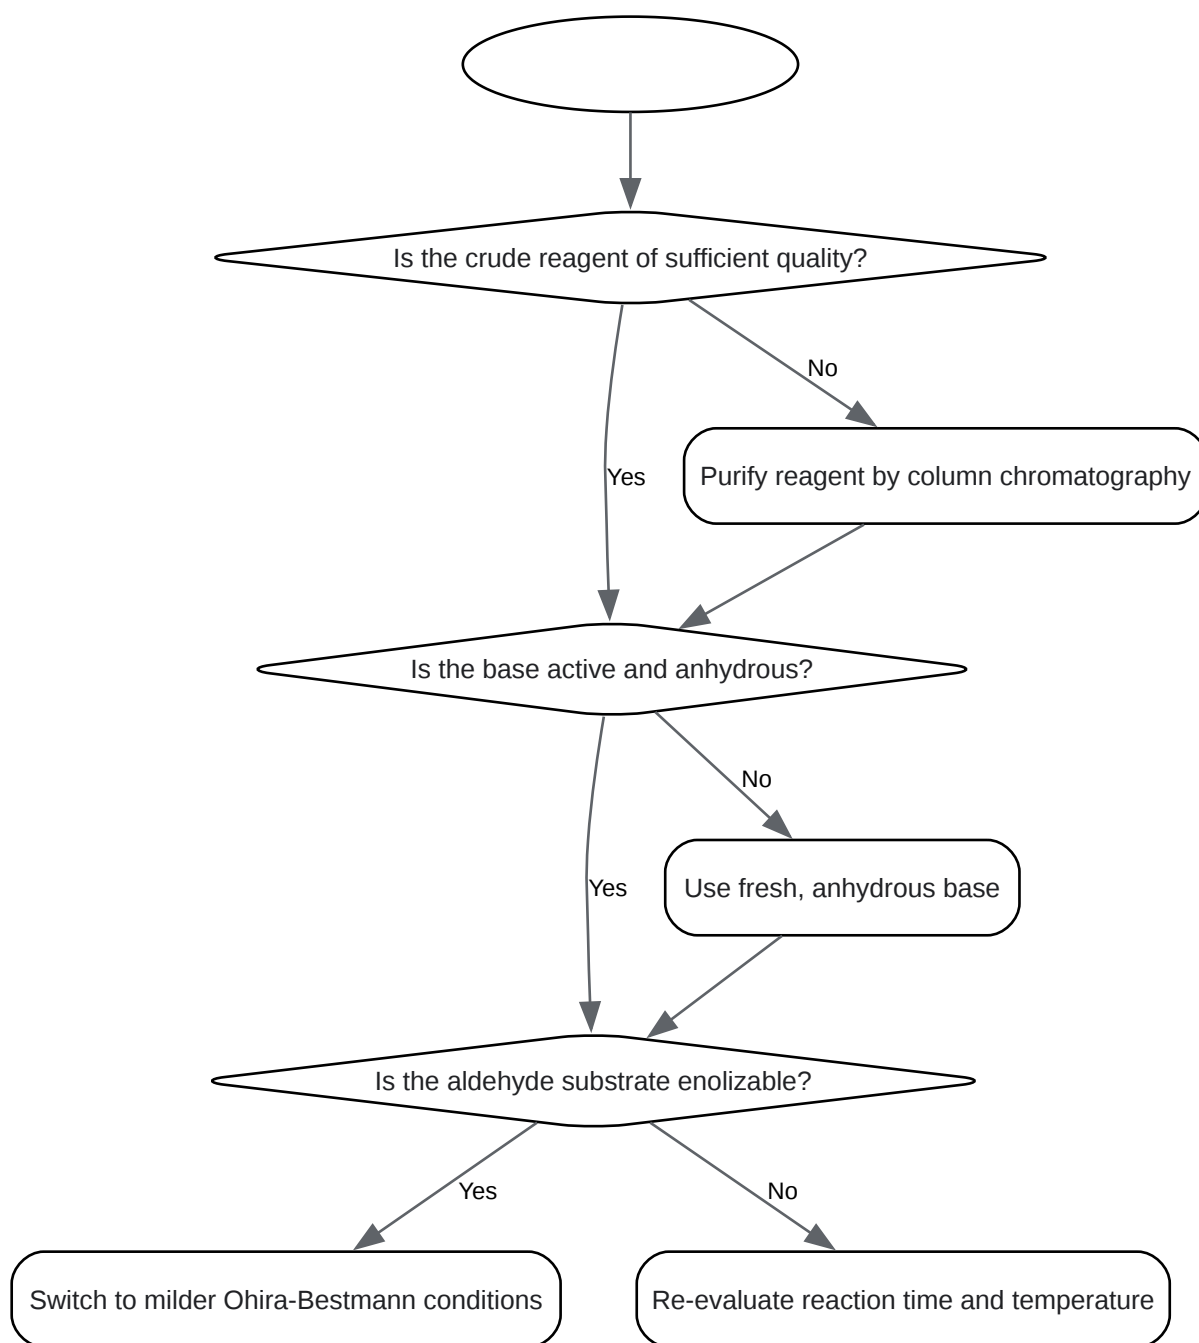 Is the crude reagent of sufficient quality?
No
Yes
Purify reagent by column chromatography
Is the base active and anhydrous?
No
Yes
Use fresh, anhydrous base
Is the aldehyde substrate enolizable?
Yes
No
Switch to milder Ohira-Bestmann conditions
Re-evaluate reaction time and temperature